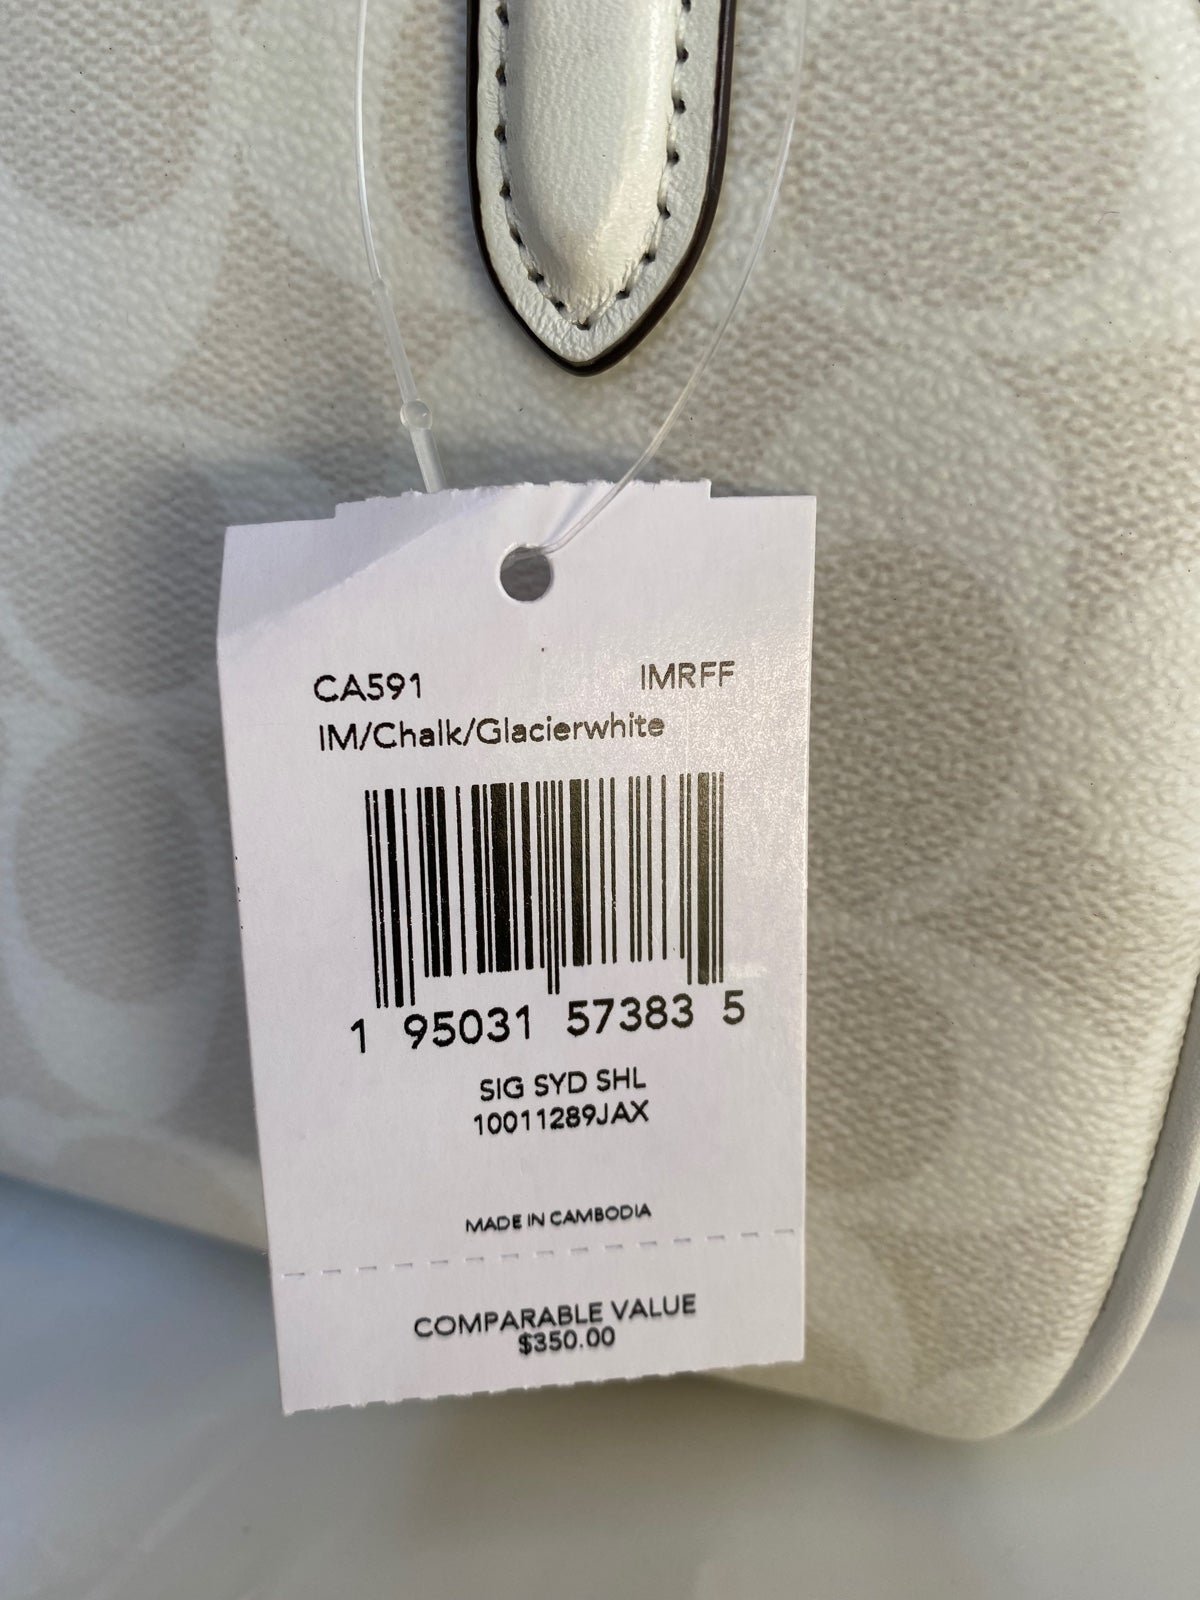 CA591 IMRFF
IM/Chalk/Glacierwhite
1 95031 57383 5
SIG SYD SHL
10011289JAX
MADE IN CAMBODIA
COMPARABLE VALUE
$350.00